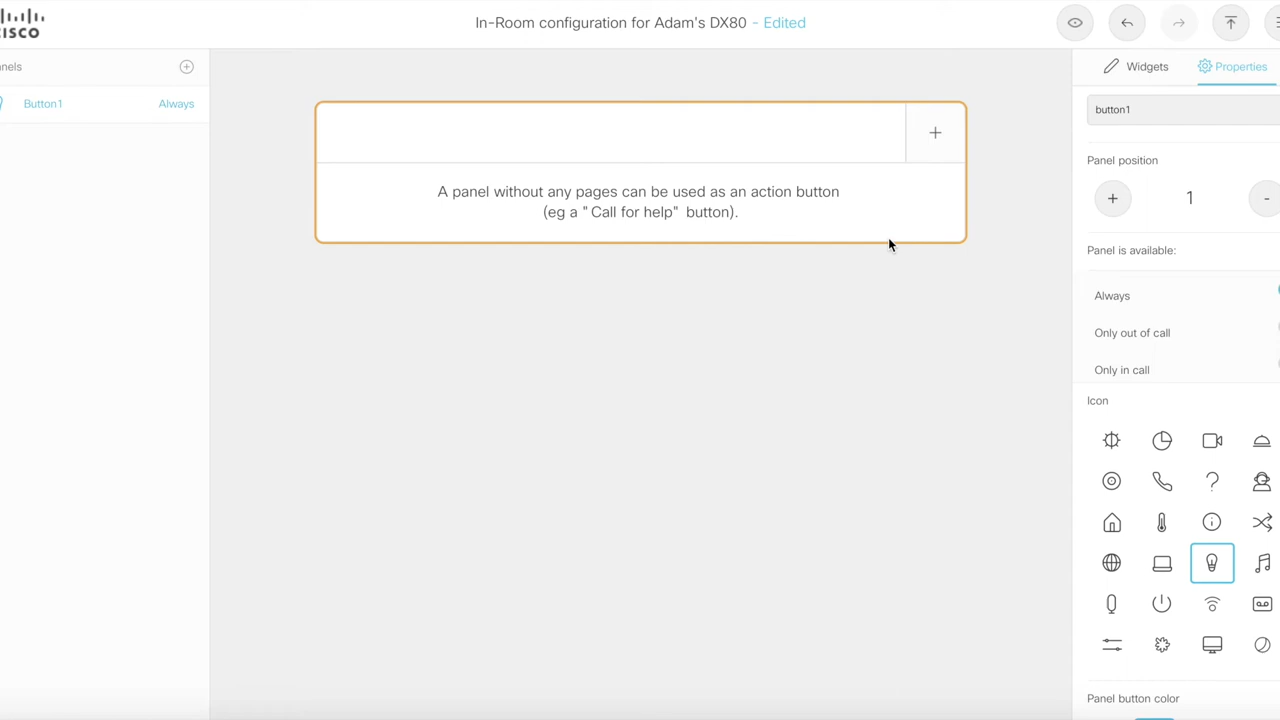 In-Room configuration for Adam's DX80 - Edited
cisco
nels
Button1 Always
A panel without any pages can be used as an action button
(eg a "Call for help" button).
Widgets Properties
button1
Panel position
+ 1 -
Panel is available:
Always
Only out of call
Only in call
Icon
Panel button color